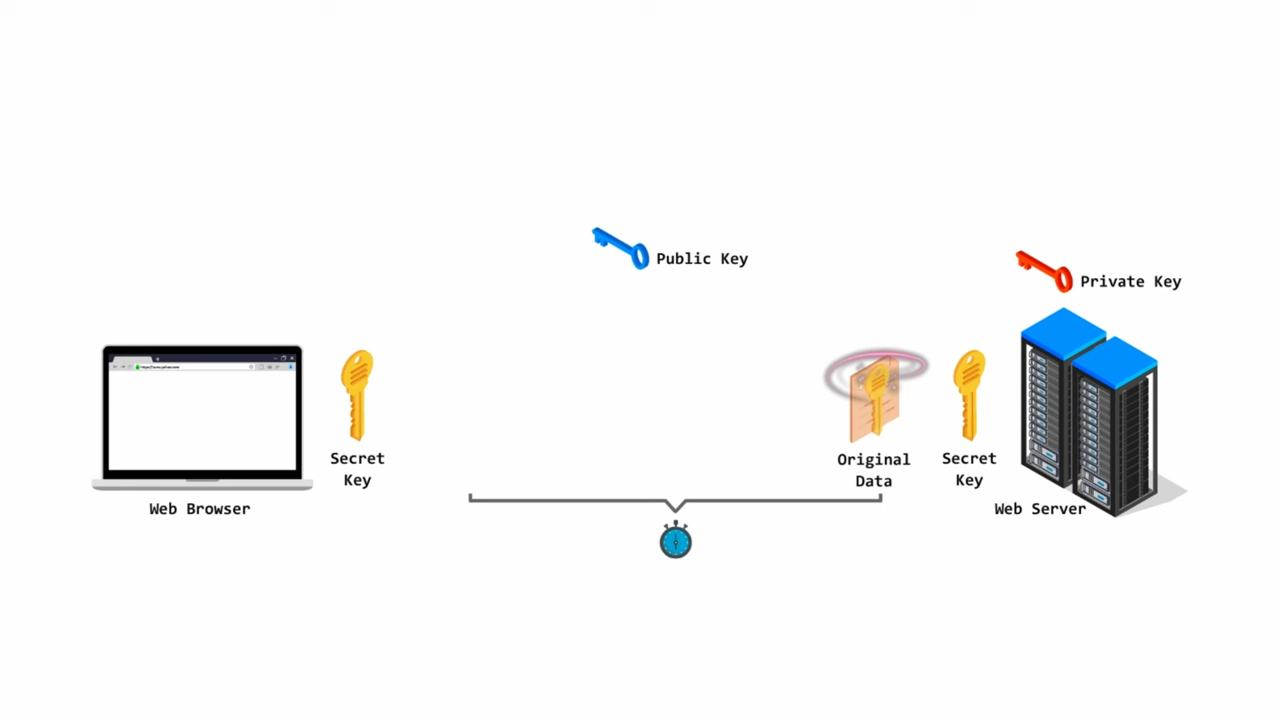 Public Key
Private Key
Secret
Key
Original
Data
Secret
Key
Web Browser
Web Server